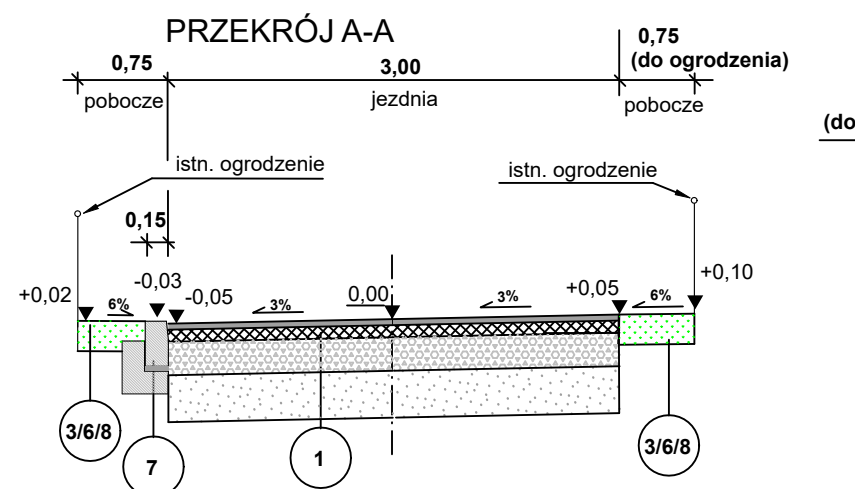 PRZEKRÓJ A-A
0,75
3,00
0,75
(do ogrodzenia)
pobocze
jezdnia
pobocze
(do
istn. ogrodzenie
istn. ogrodzenie
0,15
+0,02
6%
-0,03
-0,05
3%
0,00
3%
+0,05
6%
+0,10
3/6/8
7
1
3/6/8